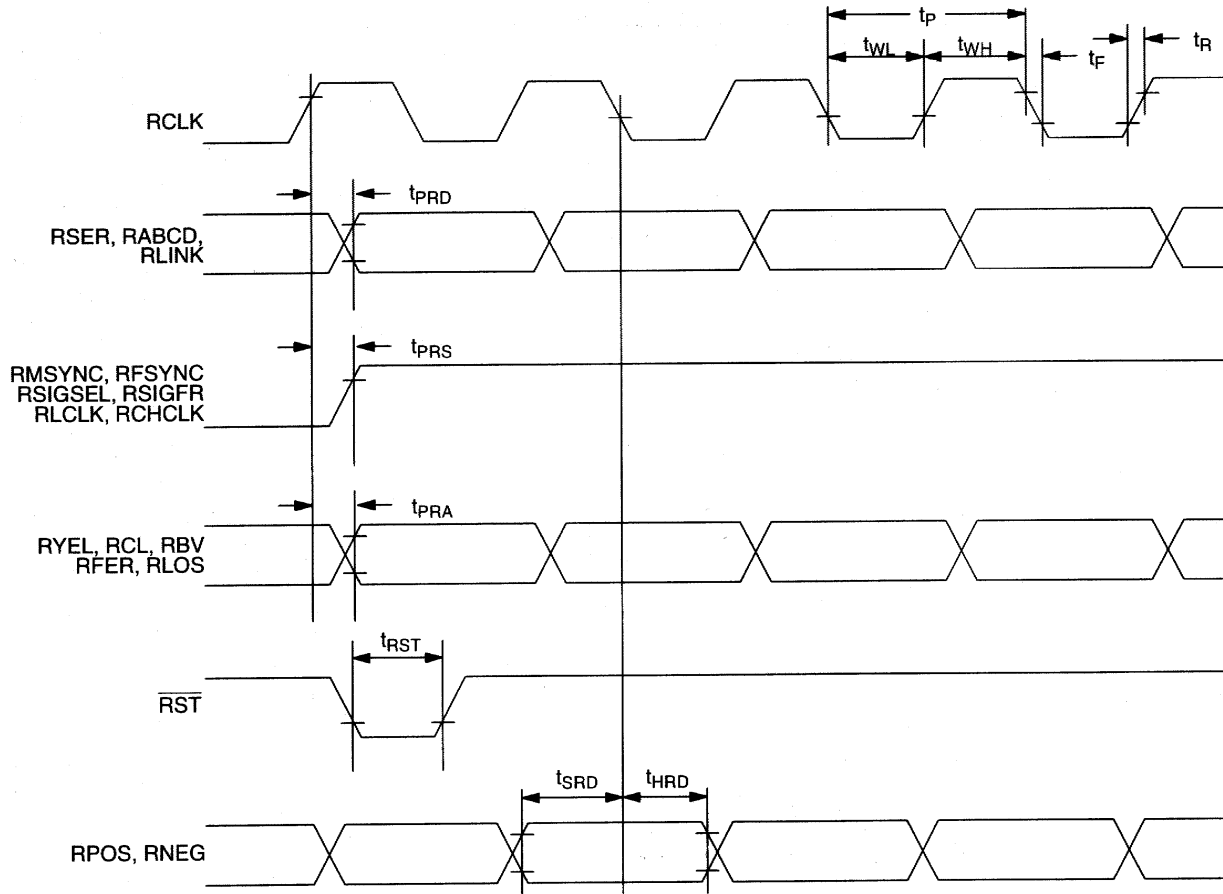 tP
tWL
tWH
tF
tR
RCLK
tPRD
RSER, RABCD,
RLINK
tPRS
RMSYNC, RFSYNC
RSIGSEL, RSIGFR
RLCLK, RCHCLK
tPRA
RYEL, RCL, RBV
RFER, RLOS
tRST
RST
tSRD
tHRD
RPOS, RNEG